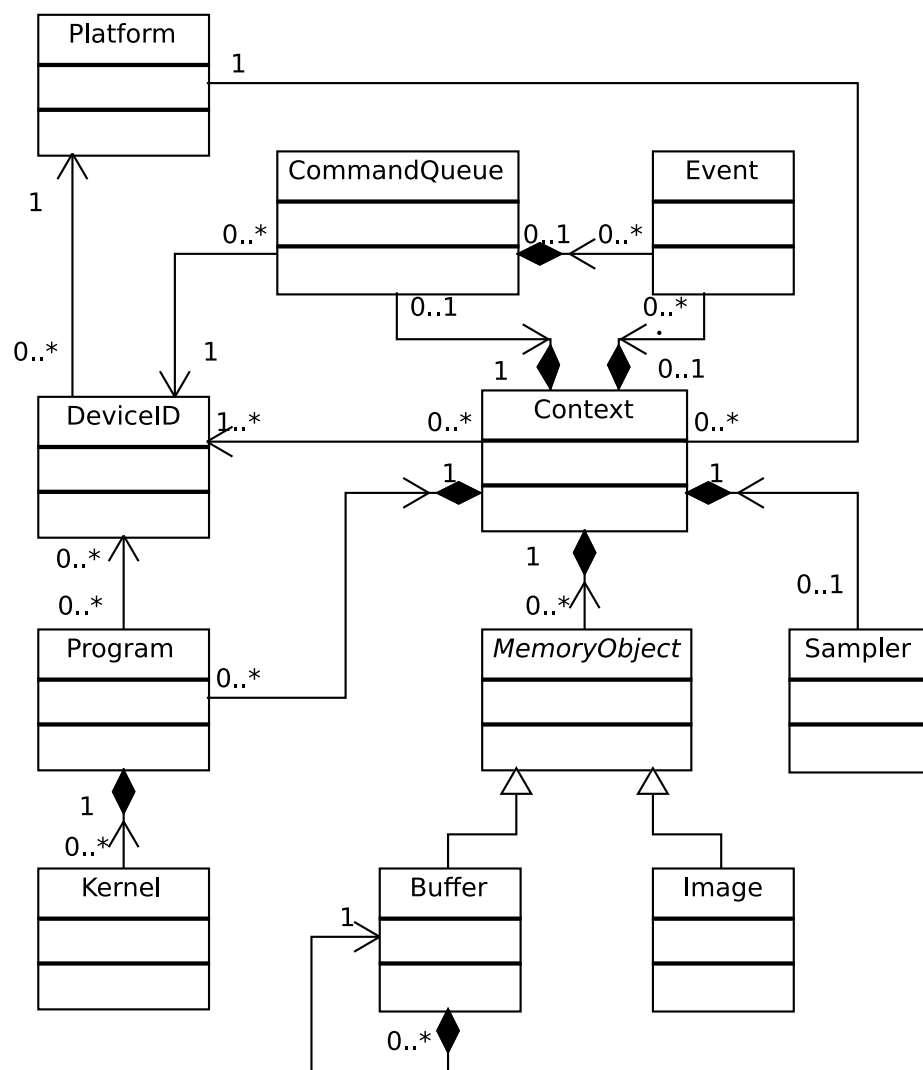 Platform
1
CommandQueue
Event
1
0..*
0..1
0..*
0..1
0..*
.
0..*
1
1
0..1
DeviceID
Context
1..*
0..*
0..*
1
1
0..*
1
0..1
0..*
0..*
Program
MemoryObject
Sampler
0..*
1
0..*
Kernel
Buffer
Image
1
0..*